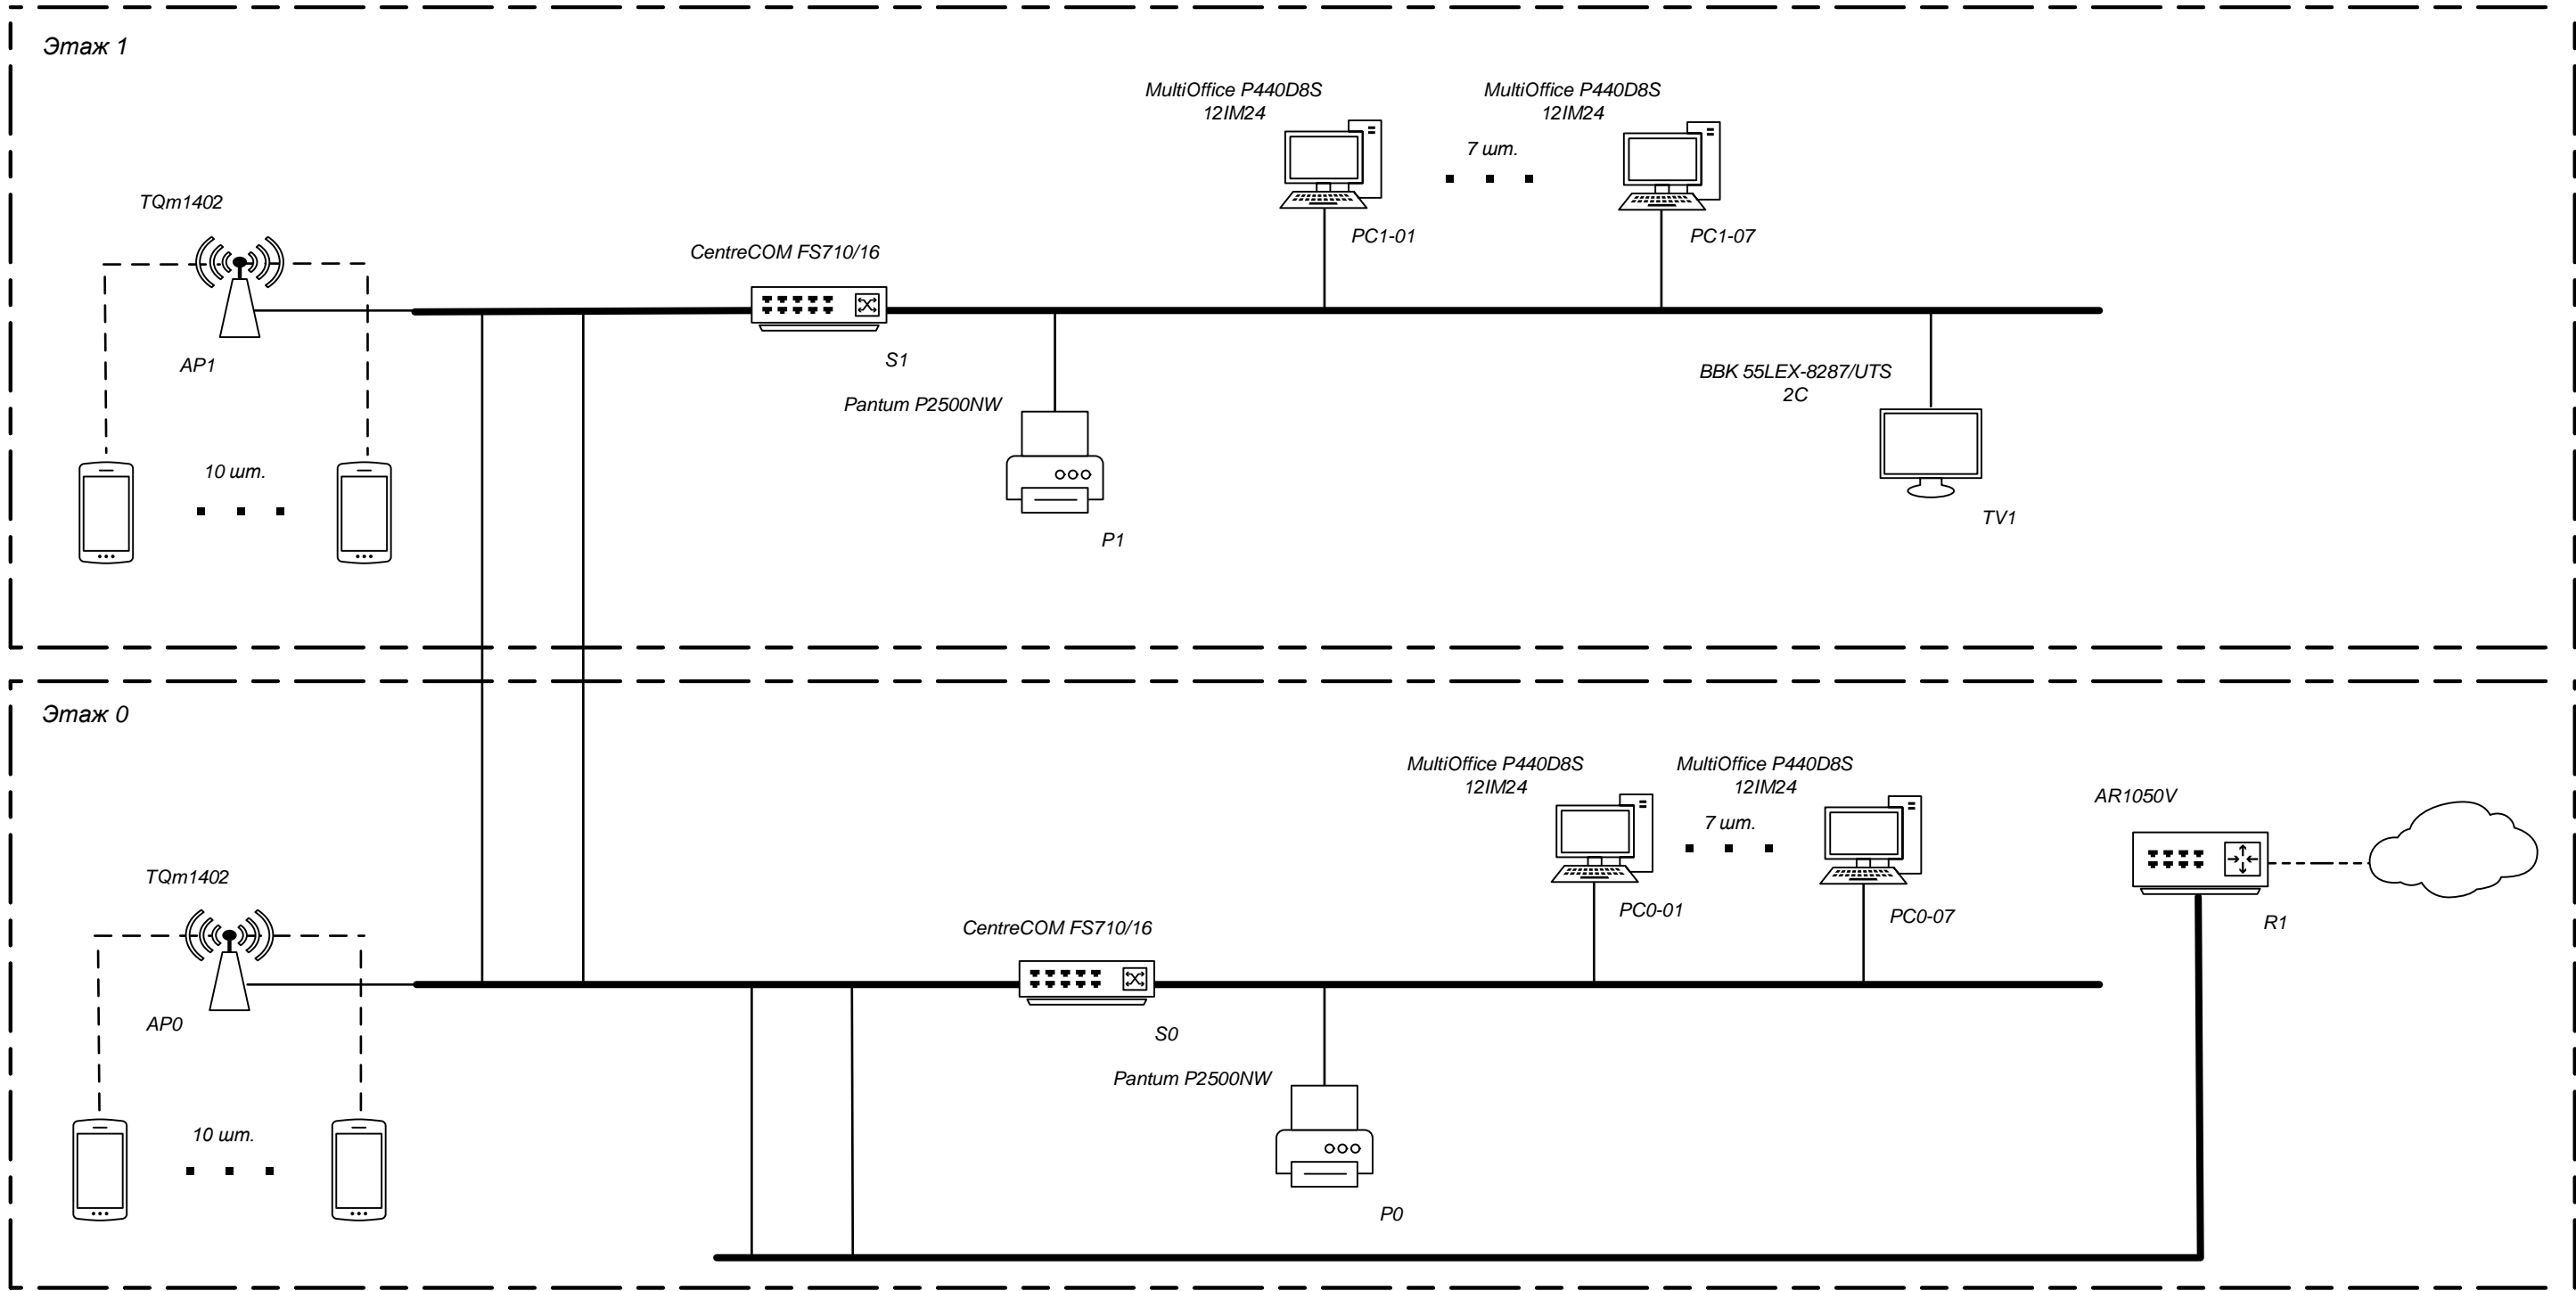 Этаж 1
MultiOffice P440D8S
12IM24
MultiOffice P440D8S
12IM24
7 шт.
TQm1402
PC1-01
PC1-07
CentreCOM FS710/16
AP1
S1
BBK 55LEX-8287/UTS
2C
Pantum P2500NW
10 шт.
TV1
P1
Этаж 0
MultiOffice P440D8S
12IM24
MultiOffice P440D8S
12IM24
AR1050V
7 шт.
TQm1402
PC0-01
PC0-07
R1
CentreCOM FS710/16
AP0
S0
Pantum P2500NW
10 шт.
P0